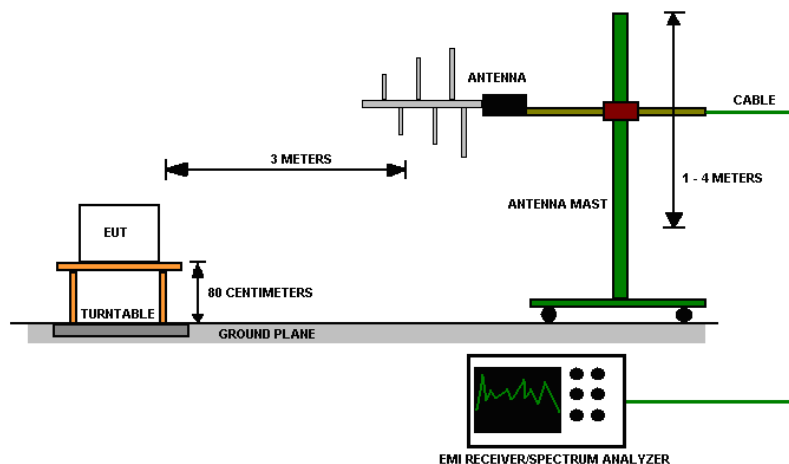 ANTENNA
CABLE
3 METERS
1 - 4 METERS
ANTENNA MAST
EUT
80 CENTIMETERS
TURNTABLE
GROUND PLANE
EMI RECEIVER/SPECTRUM ANALYZER